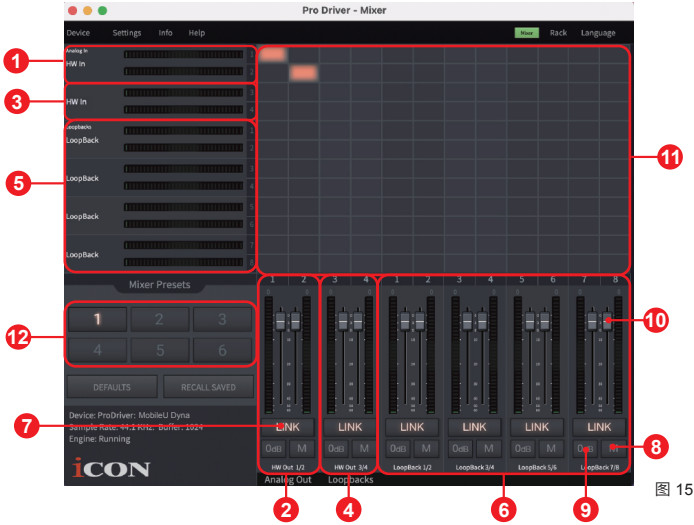 Pro Driver - Mixer
Device Settings Info Help Mixer Rack Language
Analog In
HW In
1
2
1
HW In
3
4
3
Loopbacks
LoopBack
1
2
LoopBack
3
4
5
LoopBack
5
6
LoopBack
7
8
11
Mixer Presets
1 2 3
4 5 6
12
DEFAULTS RECALL SAVED
Device: ProDriver: MobileU Dyna
Sample Rate: 44.1 KHz: Buffer: 1024
Engine: Running
iCON
1 2 3 4 1 2 3 4 5 6 7 8
10
7
LINK LINK LINK LINK LINK LINK
0dB M 0dB M 0dB M 0dB M 0dB M 0dB M
8
HW Out 1/2 HW Out 3/4 LoopBack 1/2 LoopBack 3/4 LoopBack 5/6 LoopBack 7/8
Analog Out Loopbacks
2 4 6 9
图 15